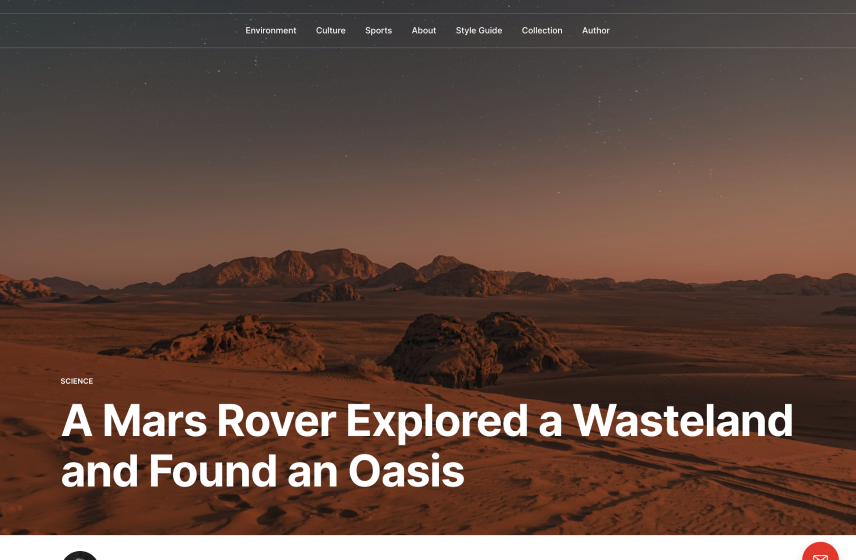 Environment Culture Sports About Style Guide Collection Author
SCIENCE
A Mars Rover Explored a Wasteland
and Found an Oasis